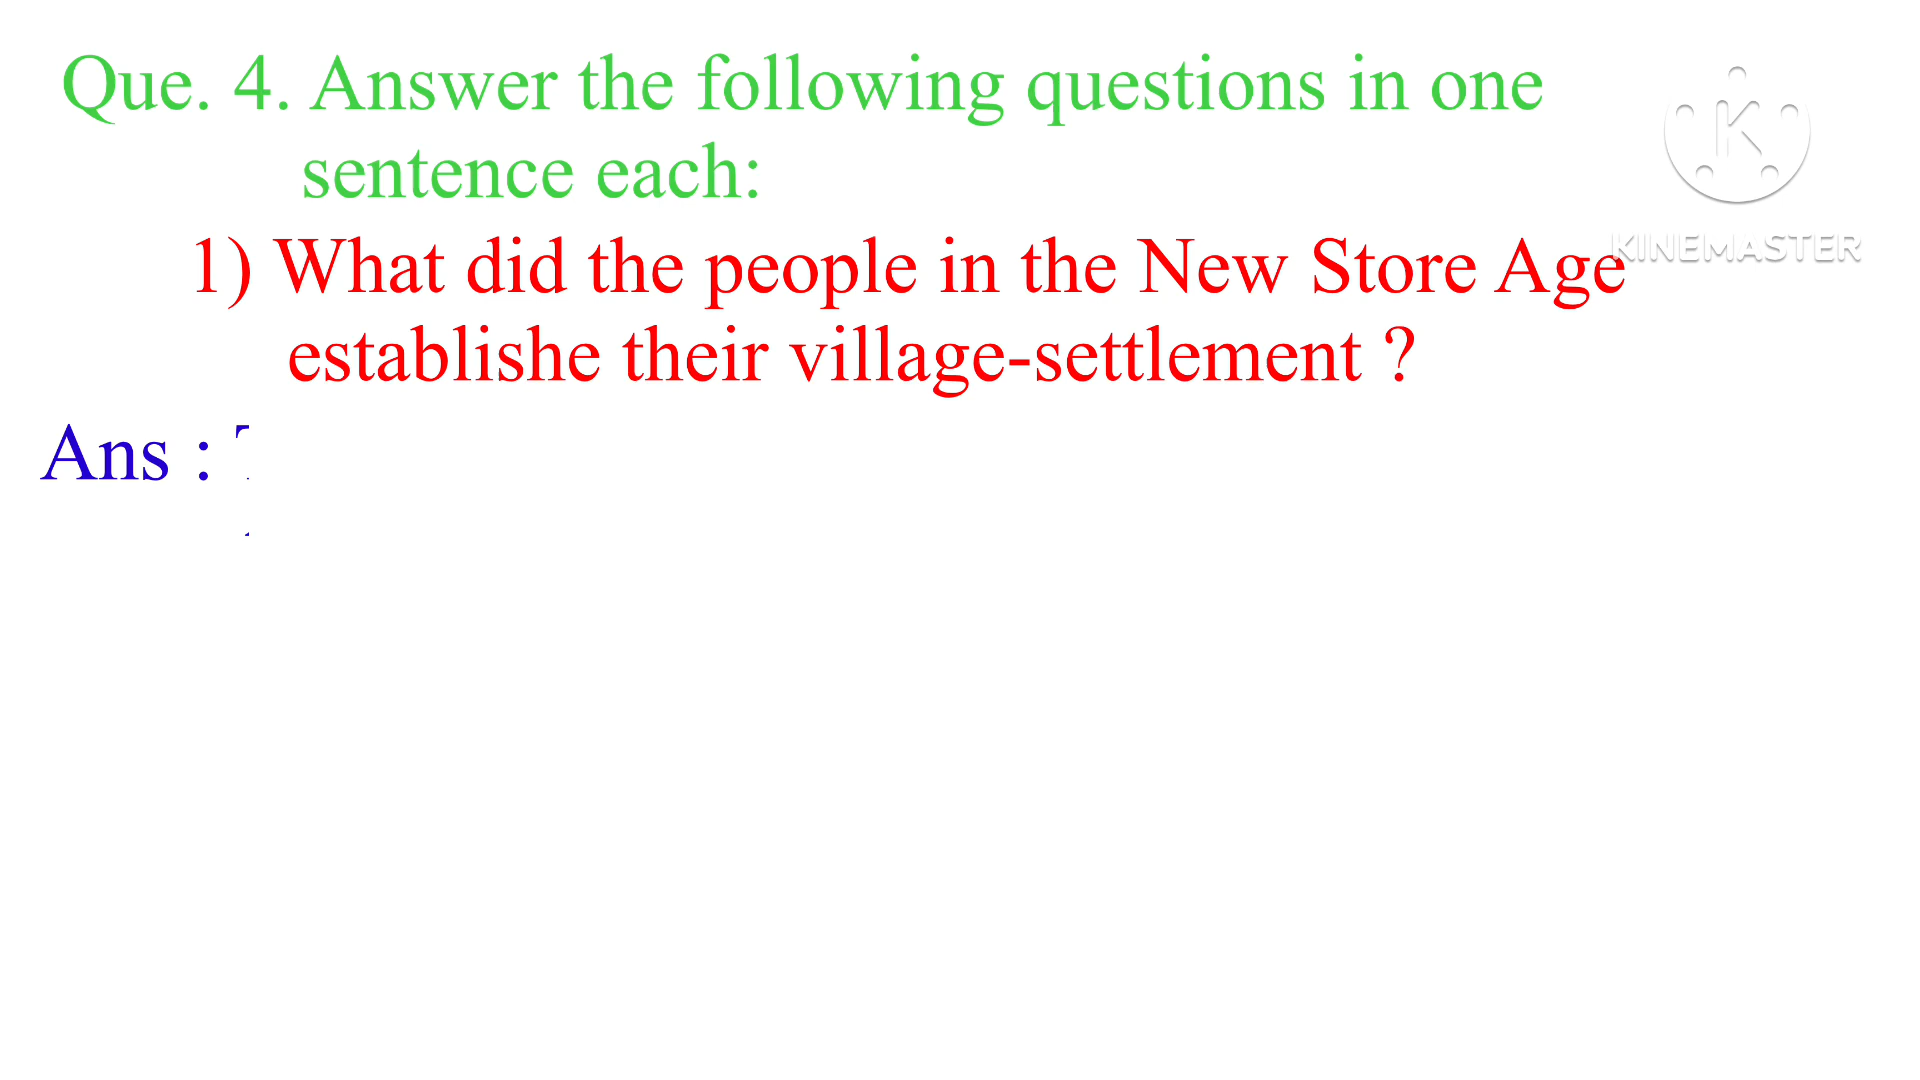 Que. 4. Answer the following questions in one
sentence each:
1) What did the people in the New Store Age
establishe their village-settlement ?
Ans :
KINEMASTER